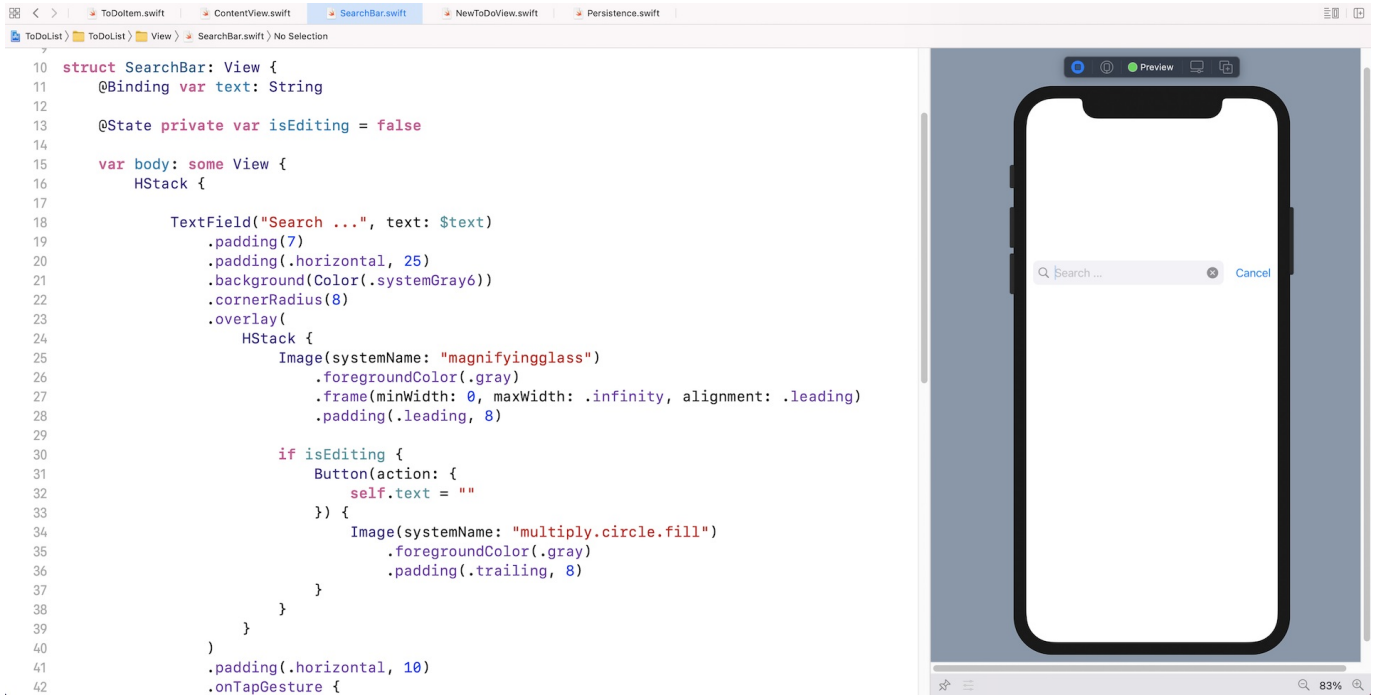 ToDoItem.swift
ContentView.swift
SearchBar.swift
NewToDoView.swift
Persistence.swift
ToDoList
ToDoList
View
SearchBar.swift
No Selection
9
10 struct SearchBar: View {
11 @Binding var text: String
12
13 @State private var isEditing = false
14
15 var body: some View {
16 HStack {
17
18 TextField("Search ...", text: $text)
19 .padding(7)
20 .padding(.horizontal, 25)
21 .background(Color(.systemGray6))
22 .cornerRadius(8)
23 .overlay(
24 HStack {
25 Image(systemName: "magnifyingglass")
26 .foregroundColor(.gray)
27 .frame(minWidth: 0, maxWidth: .infinity, alignment: .leading)
28 .padding(.leading, 8)
29
30 if isEditing {
31 Button(action: {
32 self.text = ""
33 }) {
34 Image(systemName: "multiply.circle.fill")
35 .foregroundColor(.gray)
36 .padding(.trailing, 8)
37 }
38 }
39 }
40 )
41 .padding(.horizontal, 10)
42 .onTapGesture {
Preview
Search ...
Cancel
83%